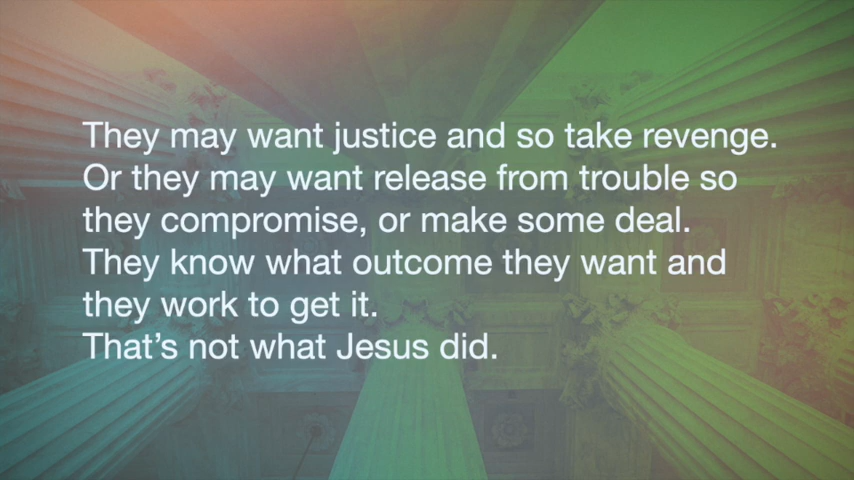 They may want justice and so take revenge.
Or they may want release from trouble so
they compromise, or make some deal.
They know what outcome they want and
they work to get it.
That’s not what Jesus did.